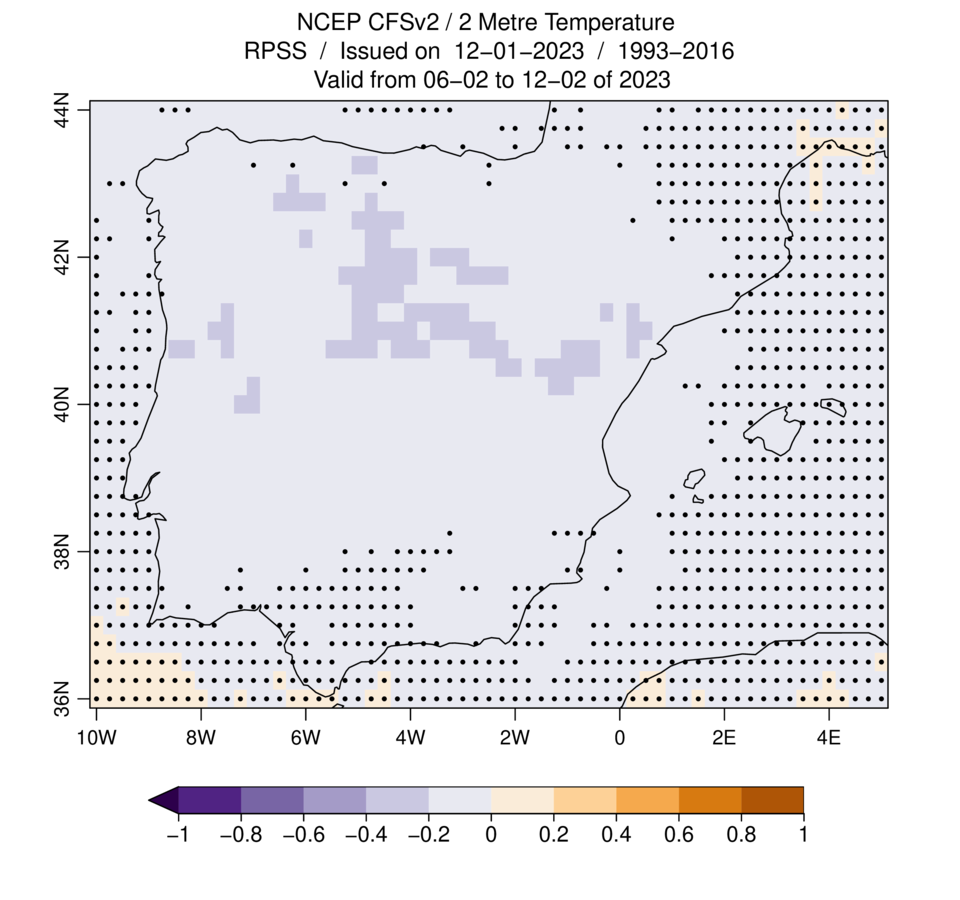 NCEP CFSv2 / 2 Metre Temperature
RPSS / Issued on 12−01−2023 / 1993−2016
Valid from 06−02 to 12−02 of 2023
44N
42N
40N
38N
36N
10W 8W 6W 4W 2W 0 2E 4E
−1 −0.8 −0.6 −0.4 −0.2 0 0.2 0.4 0.6 0.8 1